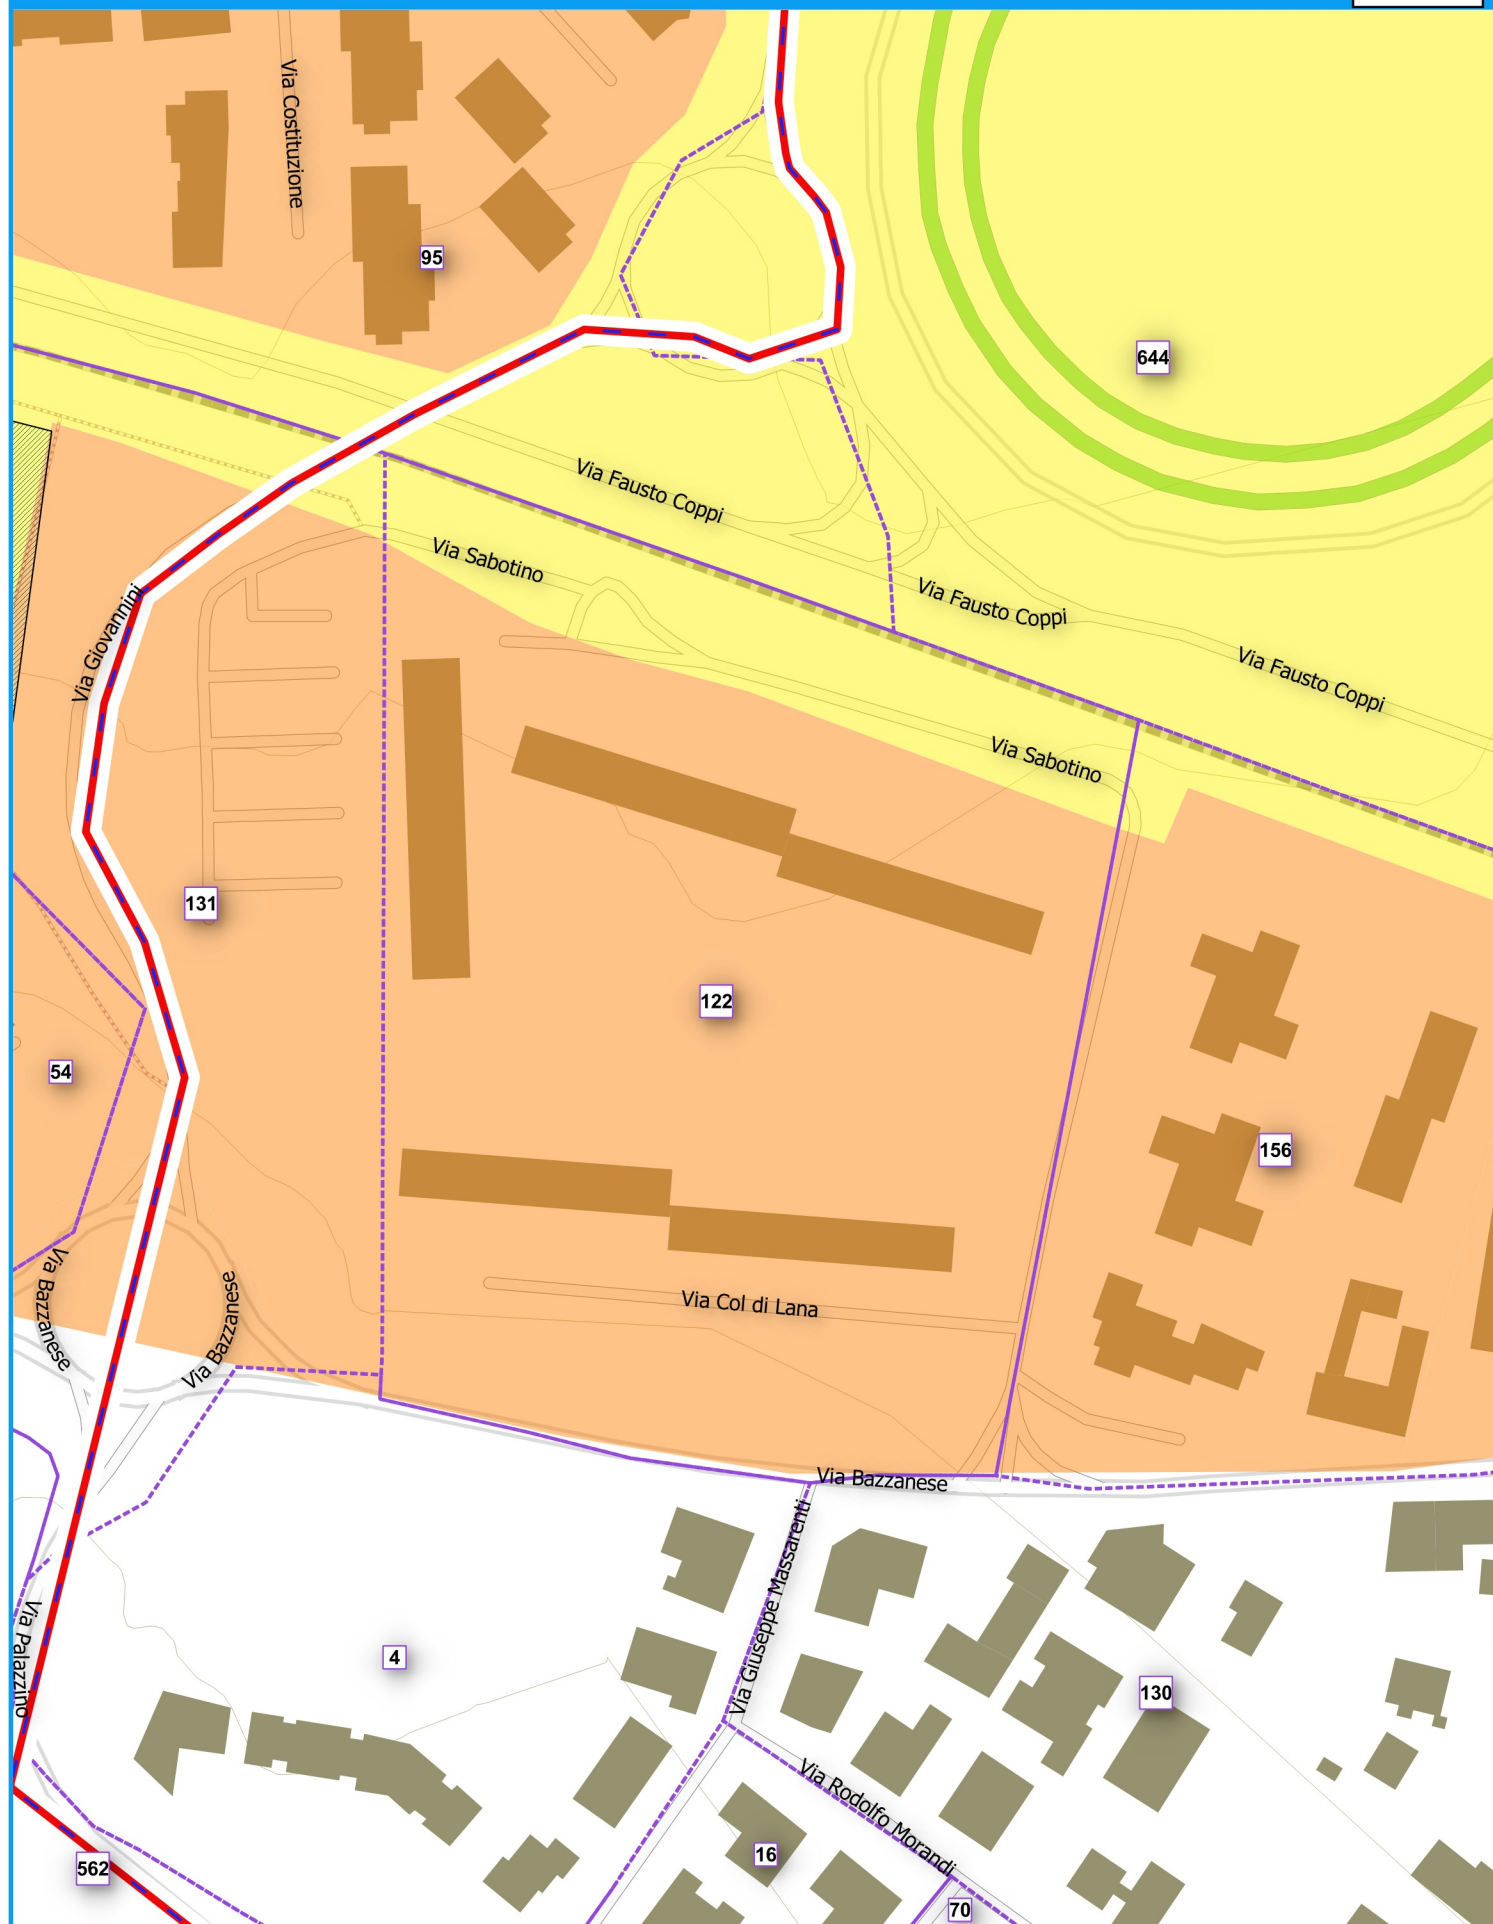 Via Costituzione
95
644
Via Fausto Coppi
Via Sabotino
Via Fausto Coppi
Via Giovannini
Via Fausto Coppi
Via Sabotino
131
122
54
156
Via Bazzanese
Via Bazzanese
Via Col di Lana
Via Bazzanese
Via Giuseppe Massarenti
Via Palazzino
4
130
Via Rodolfo Morandi
16
562
70